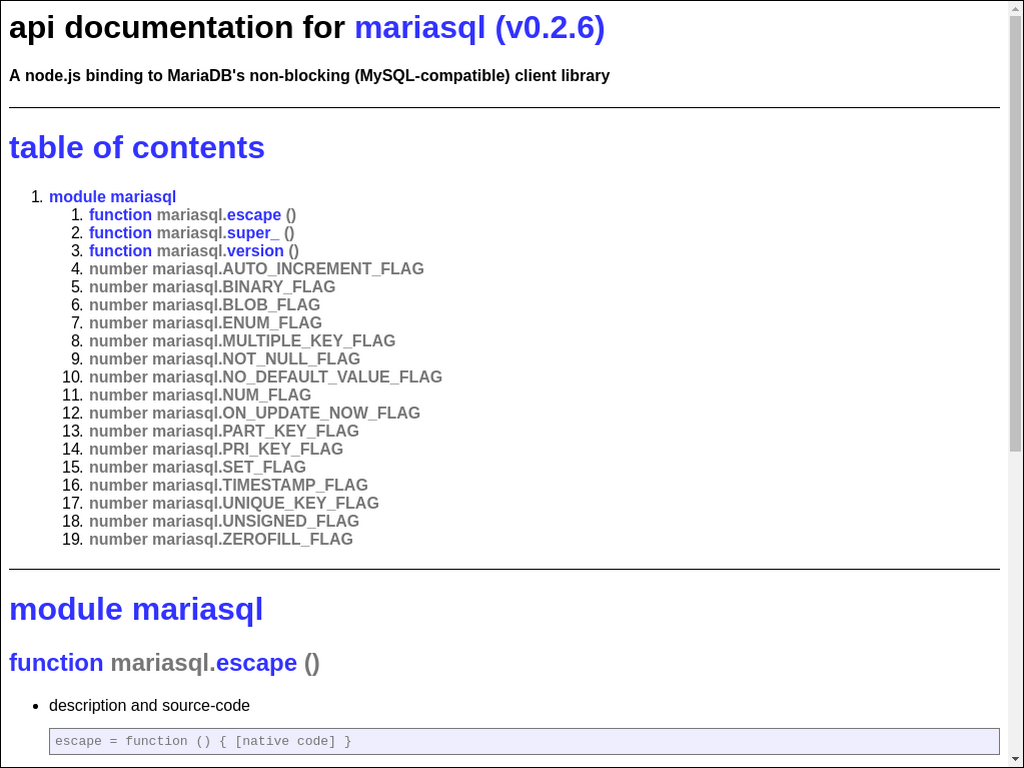 api documentation for mariasql (v0.2.6)
A node.js binding to MariaDB's non-blocking (MySQL-compatible) client library
table of contents
1. module mariasql
1. function mariasql.escape ()
2. function mariasql.super_ ()
3. function mariasql.version ()
4. number mariasql.AUTO_INCREMENT_FLAG
5. number mariasql.BINARY_FLAG
6. number mariasql.BLOB_FLAG
7. number mariasql.ENUM_FLAG
8. number mariasql.MULTIPLE_KEY_FLAG
9. number mariasql.NOT_NULL_FLAG
10. number mariasql.NO_DEFAULT_VALUE_FLAG
11. number mariasql.NUM_FLAG
12. number mariasql.ON_UPDATE_NOW_FLAG
13. number mariasql.PART_KEY_FLAG
14. number mariasql.PRI_KEY_FLAG
15. number mariasql.SET_FLAG
16. number mariasql.TIMESTAMP_FLAG
17. number mariasql.UNIQUE_KEY_FLAG
18. number mariasql.UNSIGNED_FLAG
19. number mariasql.ZEROFILL_FLAG
module mariasql
function mariasql.escape ()
• description and source-code
escape = function () { [native code] }